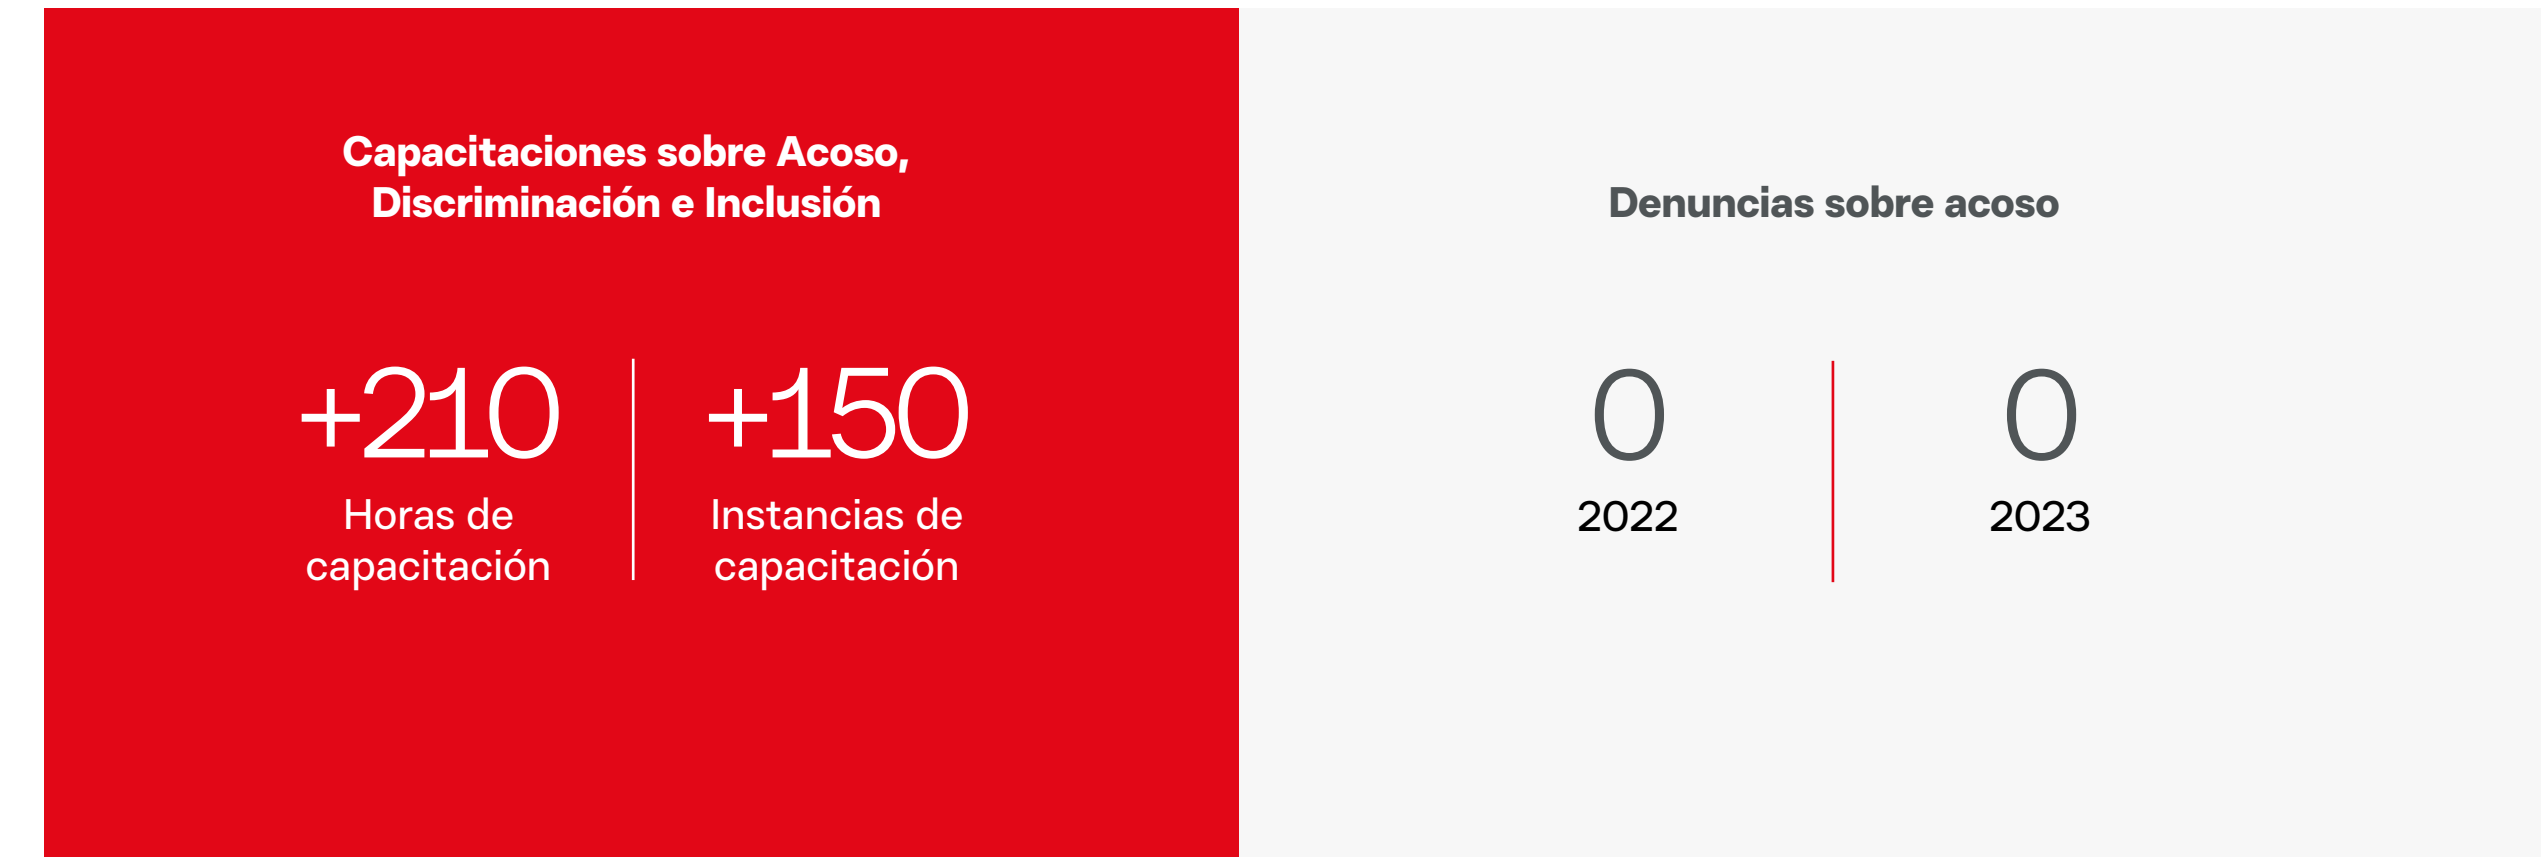 Capacitaciones sobre Acoso,
Discriminación e Inclusión
+210
Horas de
capacitación
+150
Instancias de
capacitación
Denuncias sobre acoso
0
2022
0
2023